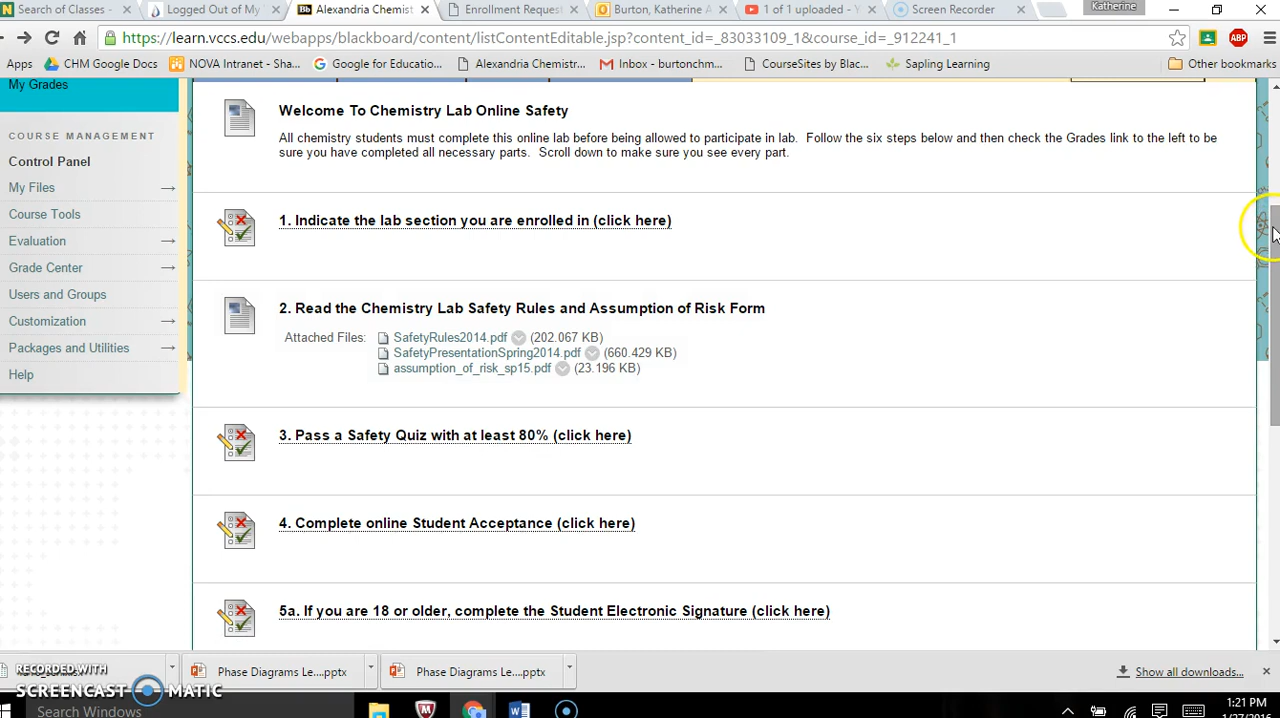 Search of Classes - Logged Out of My Alexandria Chemist Enrollment Reques Burton, Katherine 1 of 1 uploaded - Y Screen Recorder Katherine
https://learn.vccs.edu/webapps/blackboard/content/listContentEditable.jsp?content_id=_83033109_1&course_id=_912241_1
Apps CHM Google Docs NOVA Intranet - Sha... Google for Education... Alexandria Chemistr... Inbox - burtonchm... CourseSites by Blac... Sapling Learning Other bookmarks
My Grades
COURSE MANAGEMENT
Control Panel
My Files
Course Tools
Evaluation
Grade Center
Users and Groups
Customization
Packages and Utilities
Help
Welcome To Chemistry Lab Online Safety
All chemistry students must complete this online lab before being allowed to participate in lab. Follow the six steps below and then check the Grades link to the left to be
sure you have completed all necessary parts. Scroll down to make sure you see every part.
1. Indicate the lab section you are enrolled in (click here)
2. Read the Chemistry Lab Safety Rules and Assumption of Risk Form
Attached Files: SafetyRules2014.pdf (202.067 KB)
SafetyPresentationSpring2014.pdf (660.429 KB)
assumption_of_risk_sp15.pdf (23.196 KB)
3. Pass a Safety Quiz with at least 80% (click here)
4. Complete online Student Acceptance (click here)
5a. If you are 18 or older, complete the Student Electronic Signature (click here)
Phase Diagrams Le....pptx Phase Diagrams Le....pptx Show all downloads...
RECORDED WITH
SCREENCAST MATIC
Search Windows
1:21 PM
1/27/2016